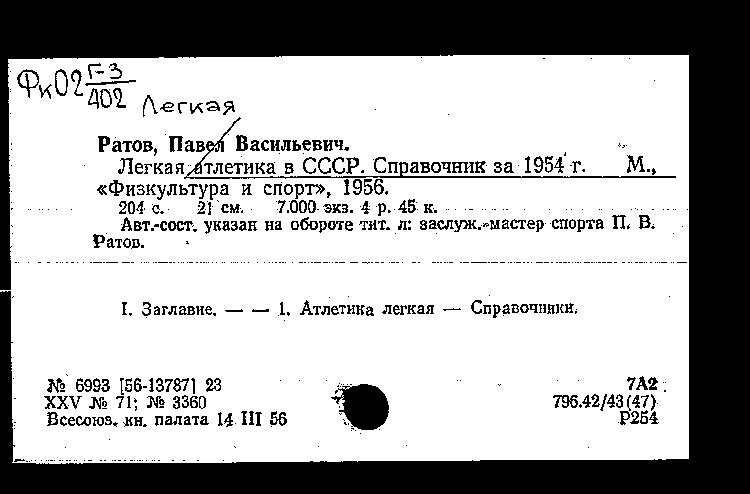 Фк02 Г-3
402
Легкая
Ратов, Павел Васильевич.
Легкая атлетика в СССР. Справочник за 1954 г. М.,
«Физкультура и спорт», 1956.
204 с. 21 см. 7.000 экз. 4 р. 45 к.
Авт.-сост. указан на обороте тит. л: заслуж. мастер спорта П. В.
Ратов.
I. Заглавие. — — 1. Атлетика легкая — Справочники.
№ 6993 [56-13787] 23 7А2
XXV № 71; № 3360 796.42/43(47)
Всесоюз. кн. палата 14 III 56 Р254